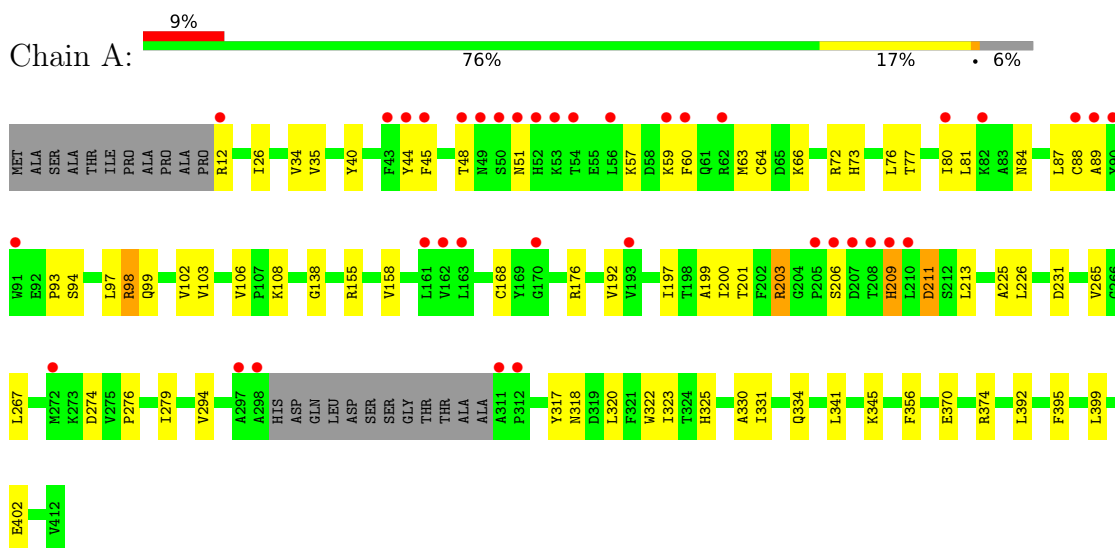 9%
Chain A:
76% 17% • 6%
MET ALA SER ALA THR ILE PRO ALA PRO ALA PRO R12 I26 V34 V35 Y40 F43 Y44 F45 T48 N49 S50 N51 H52 K53 T54 E55 L56 K57 D58 K59 F60 Q61 R62 M63 C64 D65 K66 R72 H73 L76 T77 I80 L81 K82 A83 N84 L87 C88 A89
W91 E92 P93 S94 L97 R98 Q99 V102 V103 V106 P107 K108 G138 R155 V158 L161 V162 L163 C168 Y169 G170 R176 V192 V193 I197 T198 A199 I200 T201 F202 R203 G204 P205 S206 D207 T208 H209 L210 D211 S212 L213 A225 L226 D231 V265
L267 M272 K273 D274 V275 P276 I279 V294 A297 A298 HIS ASP GLN LEU ASP SER SER GLY THR THR ALA ALA A311 P312 Y317 N318 D319 L320 F321 W322 I323 T324 H325 A330 I331 Q334 L341 K345 F356 E370 R374 L392 F395 L399
E402 V412